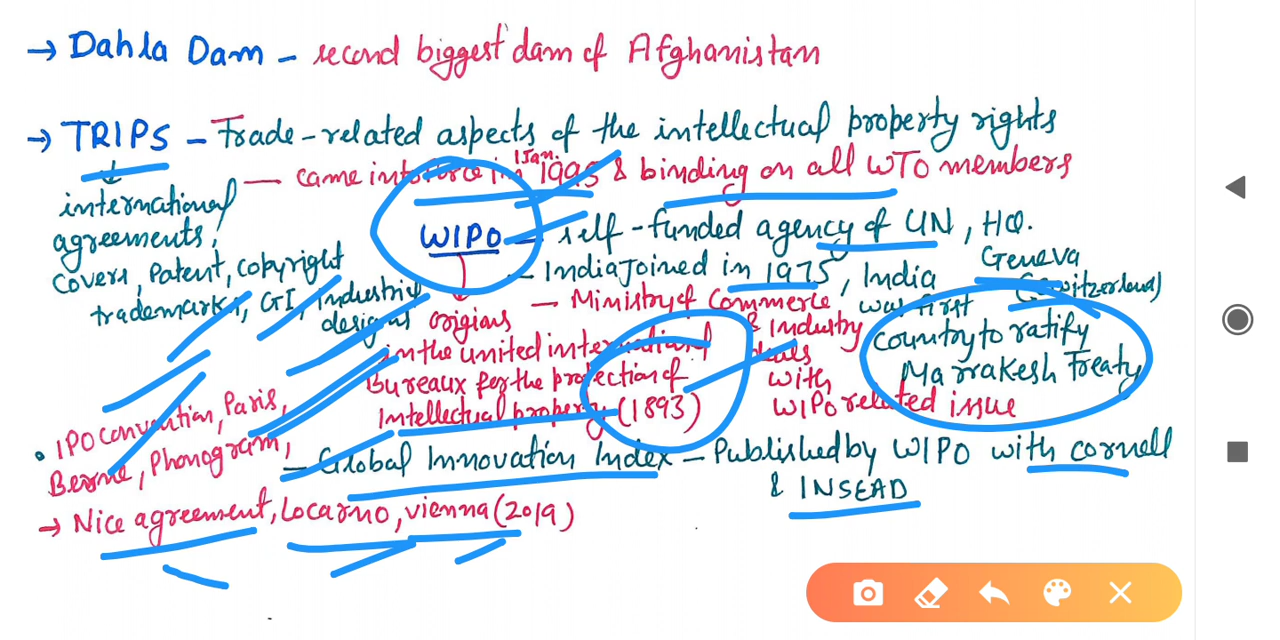 → Dahla Dam – second biggest dam of Afghanistan
→ TRIPS – Trade-related aspects of the intellectual property rights
— came into force in 1 Jan. 1995 & binding on all WTO members
international
agreements,
covers, Patent, copyright
trademarks, GI, Industrial
designs
WIPO – self-funded agency of UN, HQ.
Geneva
(Switzerland)
– India joined in 1975, India
was first
country to ratify
Marrakesh Treaty
— Ministry of Commerce
& Industry
deals
with
WIPO related issue
origians
in the united international
Bureaux for the protection of
Intellectual property (1893)
• IPO convention, Paris,
Berne, Phonogram,
– Global Innovation Index – Published by WIPO with cornell
& INSEAD
→ Nice agreement, Locarno, vienna (2019)